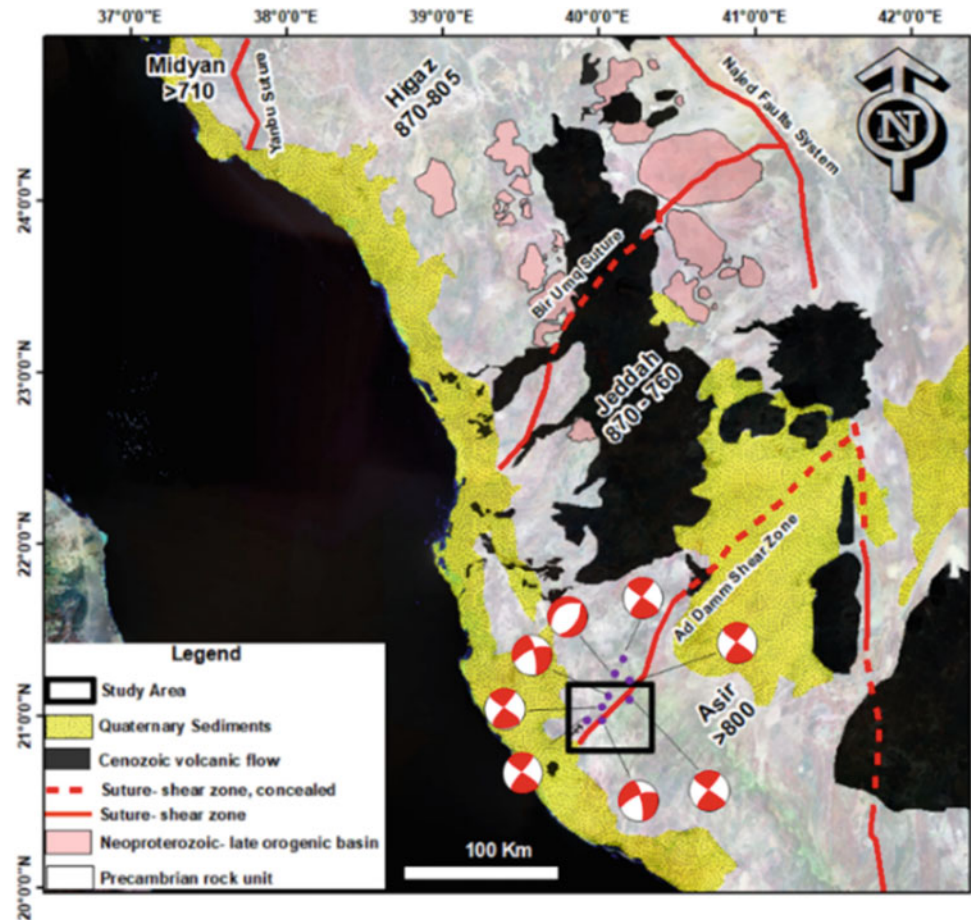 37°0'0"E 38°0'0"E 39°0'0"E 40°0'0"E 41°0'0"E 42°0'0"E
Midyan
>710
Yanbu Sutura
Higaz
870-805
Najed Faults System
N
24°0'0"N
Bir Umq Suture
23°0'0"N
Jeddah
870 - 760
22°0'0"N
Ad Damm Shear Zone
21°0'0"N
Asir
>800
20°0'0"N
Legend
Study Area
Quaternary Sediments
Cenozoic volcanic flow
Suture- shear zone, concealed
Suture- shear zone
Neoproterozoic- late orogenic basin
Precambrian rock unit
100 Km